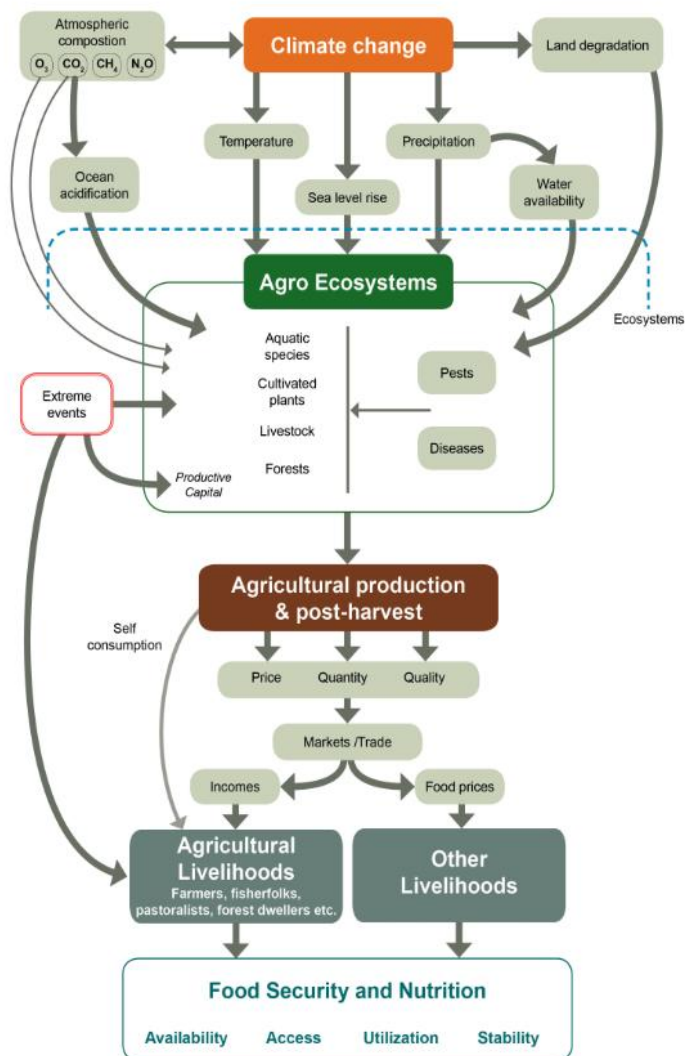 Atmospheric
compostion
O3 CO2 CH4 N2O
Climate change
Land degradation
Temperature
Precipitation
Ocean
acidification
Sea level rise
Water
availability
Agro Ecosystems
Ecosystems
Aquatic
species
Cultivated
plants
Livestock
Forests
Pests
Diseases
Extreme
events
Productive
Capital
Agricultural production
& post-harvest
Self
consumption
Price Quantity Quality
Markets /Trade
Incomes
Food prices
Agricultural
Livelihoods
Farmers, fisherfolks,
pastoralists, forest dwellers etc.
Other
Livelihoods
Food Security and Nutrition
Availability Access Utilization Stability